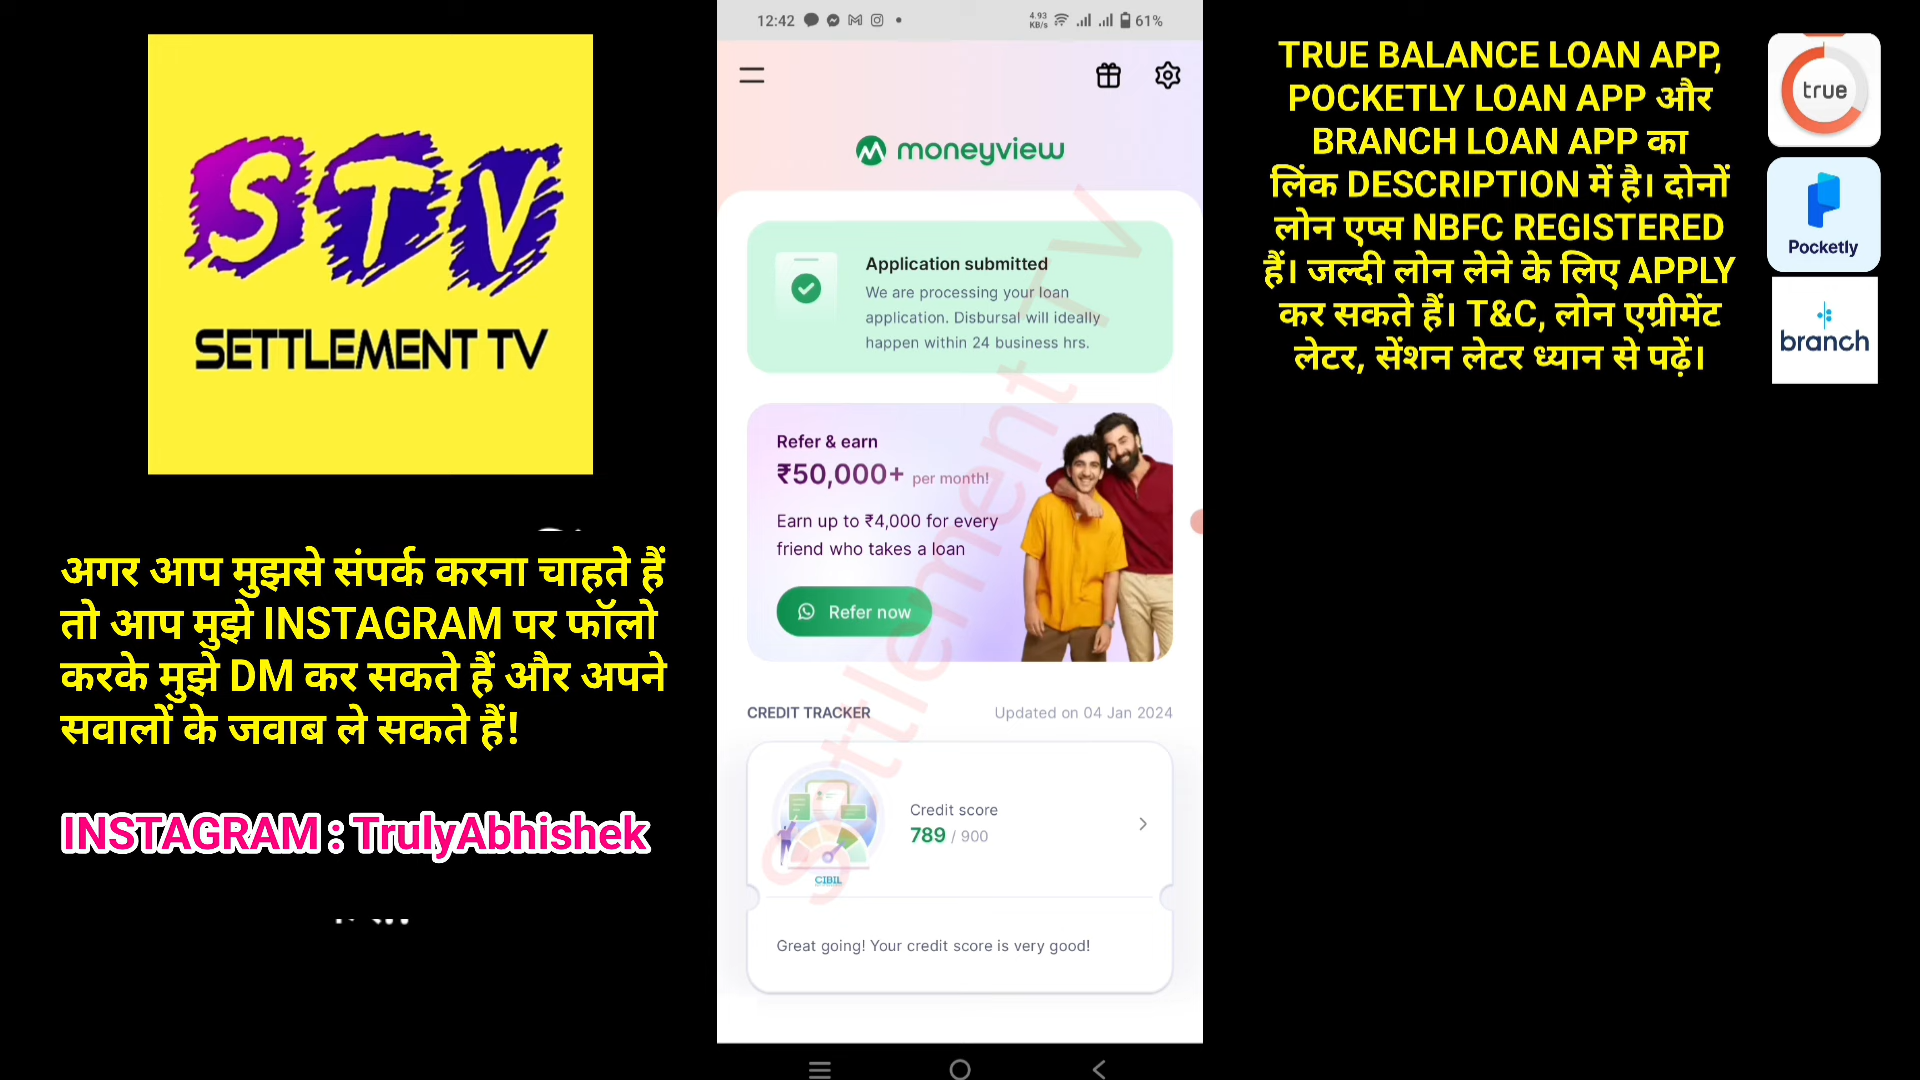 STV
SETTLEMENT TV
अगर आप मुझसे संपर्क करना चाहते हैं
तो आप मुझे INSTAGRAM पर फॉलो
करके मुझे DM कर सकते हैं और अपने
सवालों के जवाब ले सकते हैं!
INSTAGRAM : TrulyAbhishek
12:42
4.93
KB/s
61%
moneyview
Application submitted
We are processing your loan
application. Disbursal will ideally
happen within 24 business hrs.
Refer & earn
₹50,000+ per month!
Earn up to ₹4,000 for every
friend who takes a loan
Refer now
CREDIT TRACKER
Updated on 04 Jan 2024
Credit score
789 / 900
CIBIL
Great going! Your credit score is very good!
Settlement TV
TRUE BALANCE LOAN APP,
POCKETLY LOAN APP और
BRANCH LOAN APP का
लिंक DESCRIPTION में है। दोनों
लोन एप्स NBFC REGISTERED
हैं। जल्दी लोन लेने के लिए APPLY
कर सकते हैं। T&C, लोन एग्रीमेंट
लेटर, सेंशन लेटर ध्यान से पढ़ें।
true
Pocketly
branch